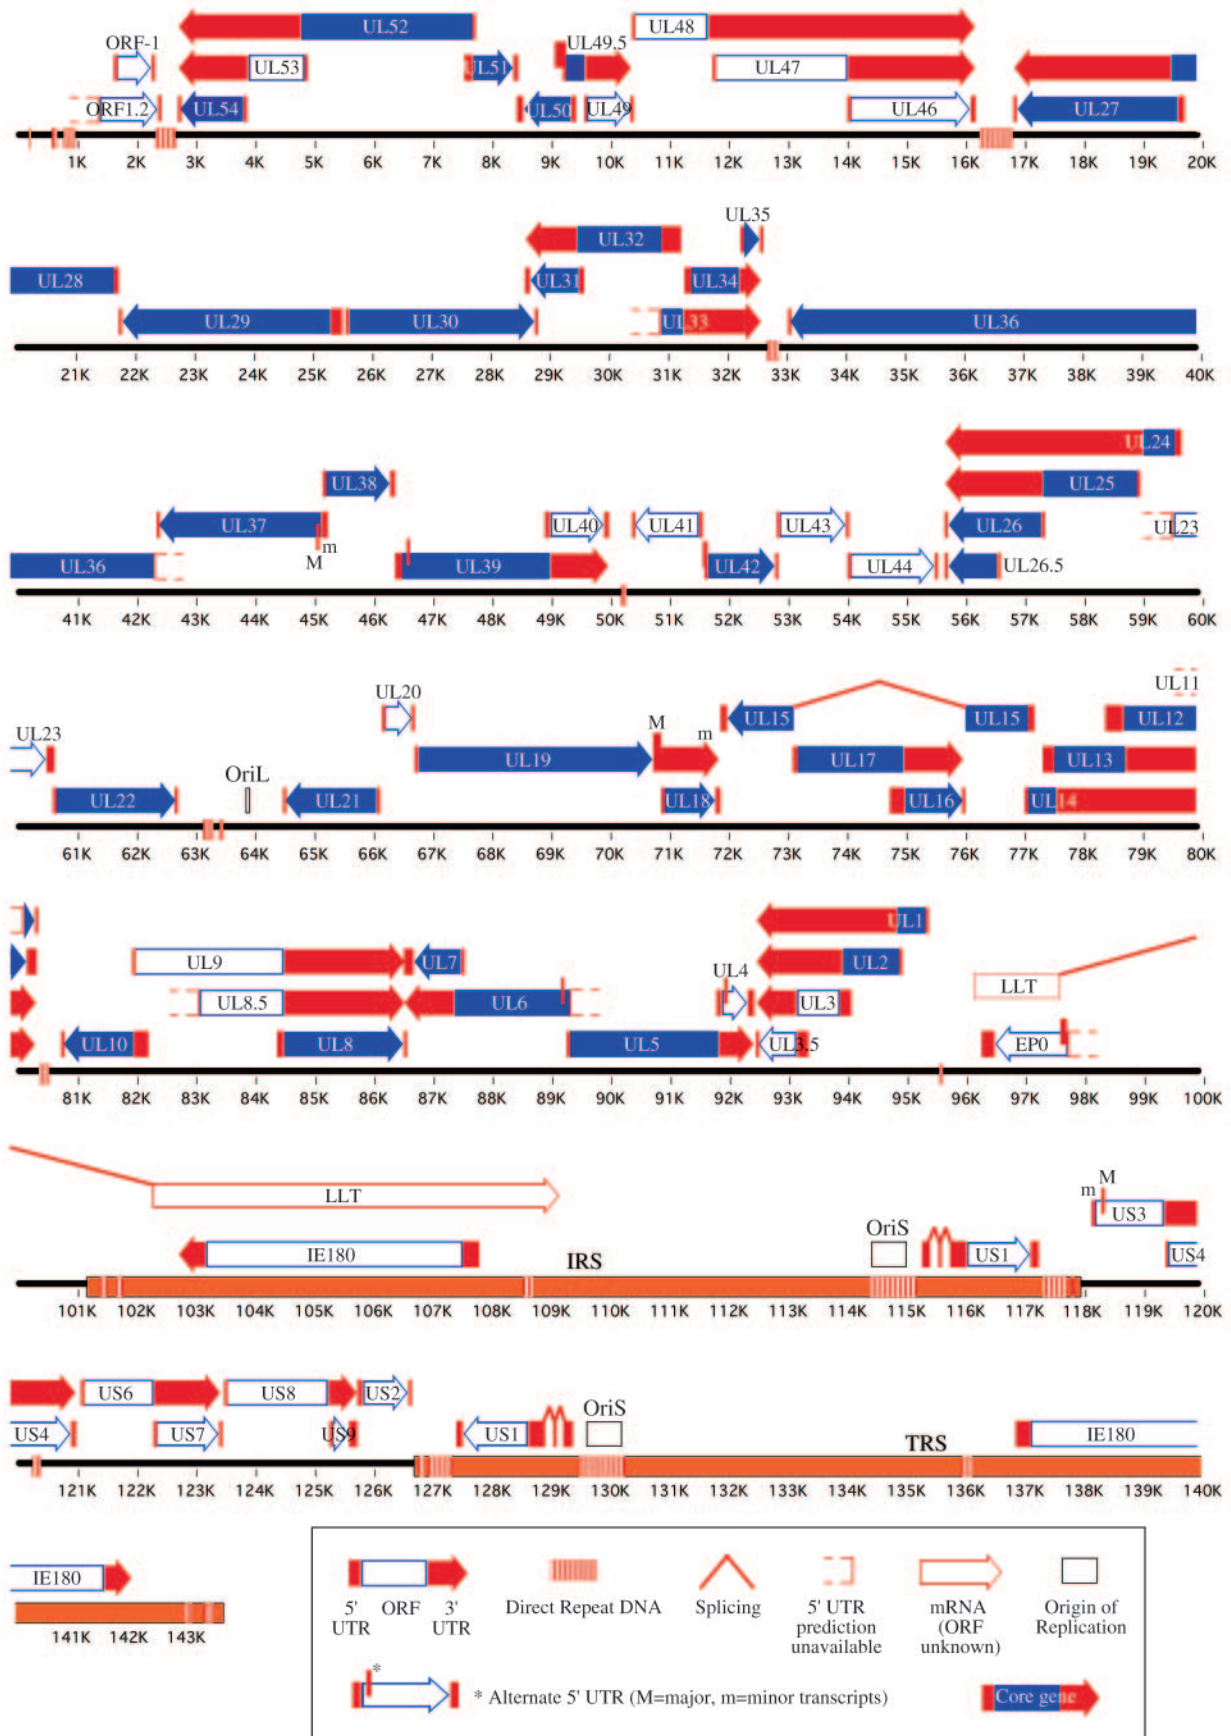 UL52
UL48
ORF-1
UL53
UL51
UL49.5
UL47
ORF1.2
UL54
UL50
UL49
UL46
UL27
1K 2K 3K 4K 5K 6K 7K 8K 9K 10K 11K 12K 13K 14K 15K 16K 17K 18K 19K 20K
UL35
UL32
UL28
UL31
UL34
UL29
UL30
UL33
UL36
21K 22K 23K 24K 25K 26K 27K 28K 29K 30K 31K 32K 33K 34K 35K 36K 37K 38K 39K 40K
UL24
UL38
UL25
UL37
M
m
UL40
UL41
UL43
UL26
UL23
UL36
UL39
UL42
UL44
UL26.5
41K 42K 43K 44K 45K 46K 47K 48K 49K 50K 51K 52K 53K 54K 55K 56K 57K 58K 59K 60K
UL11
UL20
M
m
UL15
UL15
UL12
UL23
OriL
UL19
UL17
UL13
UL22
UL21
UL18
UL16
UL14
61K 62K 63K 64K 65K 66K 67K 68K 69K 70K 71K 72K 73K 74K 75K 76K 77K 78K 79K 80K
UL1
UL9
UL7
UL4
UL2
UL8.5
UL6
UL3
LLT
UL10
UL8
UL5
UL3.5
EP0
81K 82K 83K 84K 85K 86K 87K 88K 89K 90K 91K 92K 93K 94K 95K 96K 97K 98K 99K 100K
LLT
m
M
US3
IE180
IRS
OriS
US1
US4
101K 102K 103K 104K 105K 106K 107K 108K 109K 110K 111K 112K 113K 114K 115K 116K 117K 118K 119K 120K
US6
US8
US2
US4
US7
US9
US1
OriS
TRS
IE180
121K 122K 123K 124K 125K 126K 127K 128K 129K 130K 131K 132K 133K 134K 135K 136K 137K 138K 139K 140K
IE180
141K 142K 143K
5' UTR
ORF
3' UTR
Direct Repeat DNA
Splicing
5' UTR
prediction
unavailable
mRNA
(ORF
unknown)
Origin of
Replication
*
* Alternate 5' UTR (M=major, m=minor transcripts)
Core gene